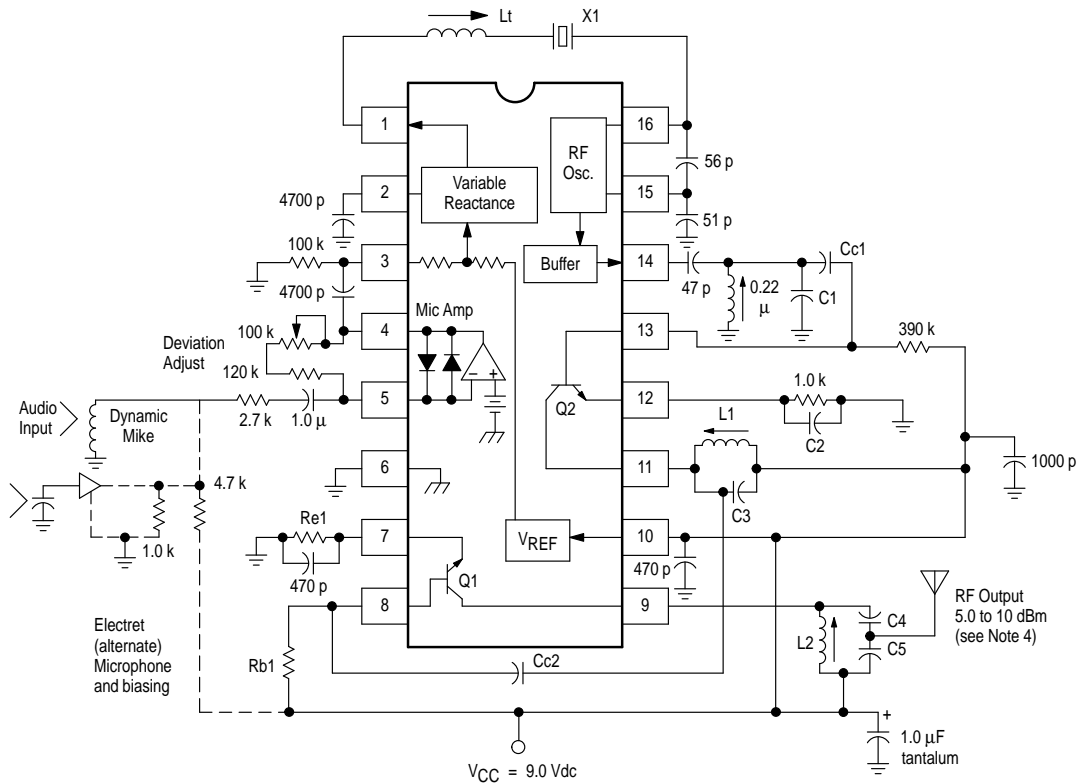 Lt
X1
1
16
RF
Osc.
56 p
Variable
Reactance
2
15
4700 p
51 p
100 k
3
Buffer
14
Cc1
47 p
0.22
μ
C1
4700 p
Mic Amp
4
13
390 k
100 k
Deviation
Adjust
120 k
5
– +
Q2
12
1.0 k
Audio
Input
Dynamic
Mike
2.7 k
1.0 μ
L1
C2
6
11
1000 p
4.7 k
C3
Re1
7
VREF
10
1.0 k
470 p
Q1
470 p
8
9
C4
RF Output
5.0 to 10 dBm
(see Note 4)
Electret
(alternate)
Microphone
and biasing
L2
C5
Rb1
Cc2
+
1.0 μF
tantalum
VCC = 9.0 Vdc